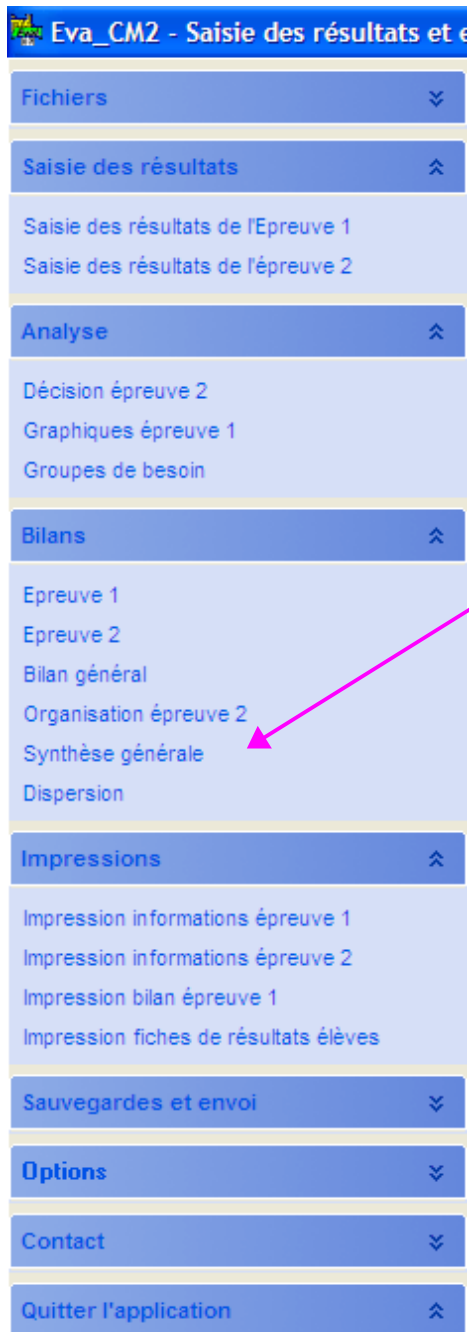 Eva_CM2 - Saisie des résultats et e
Fichiers
Saisie des résultats
Saisie des résultats de l'Epreuve 1
Saisie des résultats de l'épreuve 2
Analyse
Décision épreuve 2
Graphiques épreuve 1
Groupes de besoin
Bilans
Epreuve 1
Epreuve 2
Bilan général
Organisation épreuve 2
Synthèse générale
Dispersion
Impressions
Impression informations épreuve 1
Impression informations épreuve 2
Impression bilan épreuve 1
Impression fiches de résultats élèves
Sauvegardes et envoi
Options
Contact
Quitter l'application